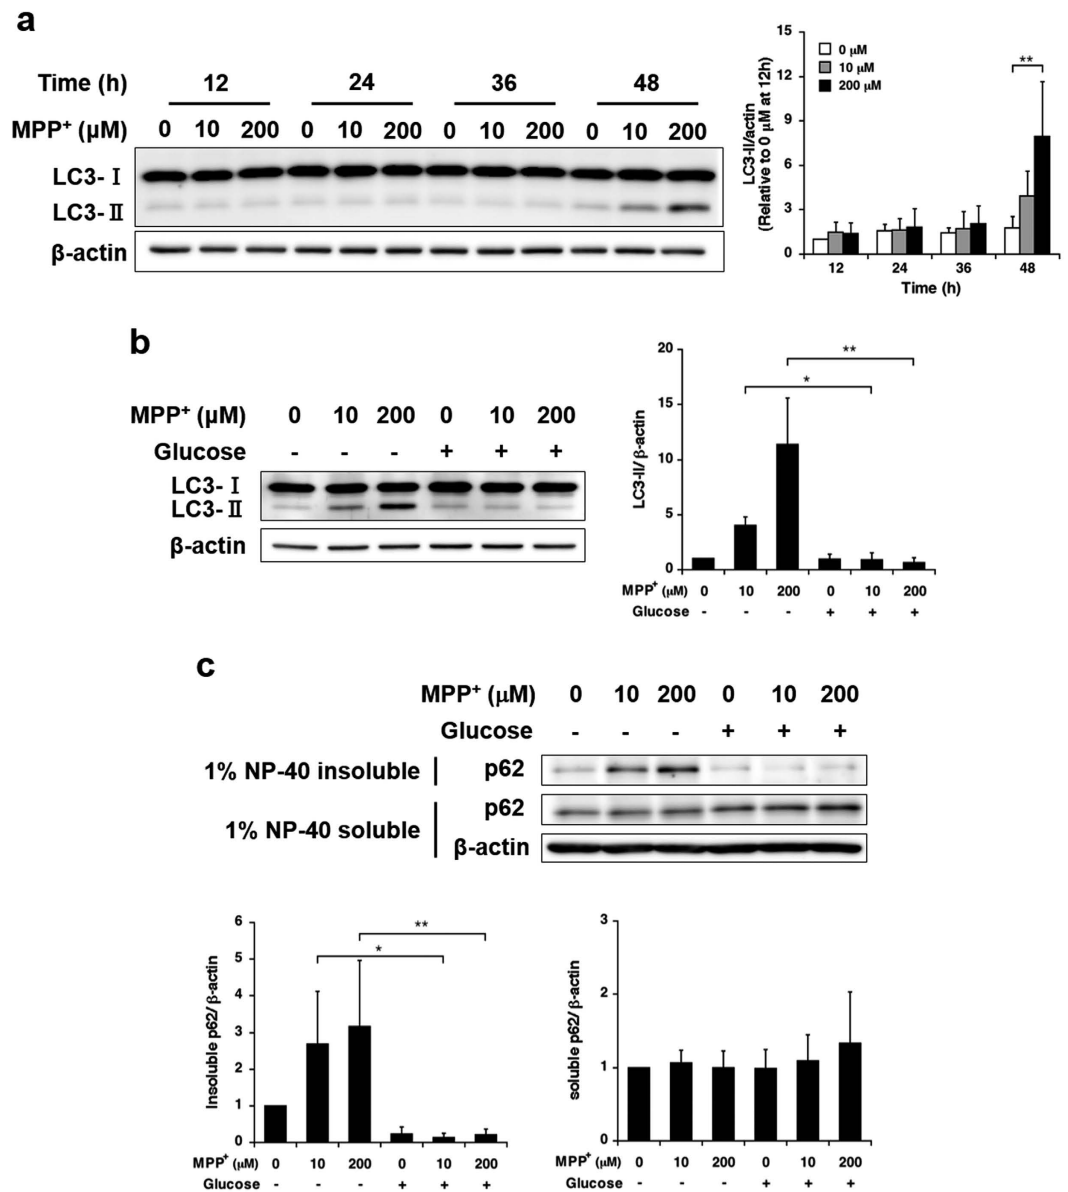 a
Time (h) 12 24 36 48
MPP+ (μM) 0 10 200 0 10 200 0 10 200 0 10 200
LC3-Ⅰ
LC3-Ⅱ
β-actin
15
12
9
6
3
0
LC3-II/actin
(Relative to 0 μM at 12h)
0 μM
10 μM
200 μM
**
12 24 36 48
Time (h)
b
MPP+ (μM) 0 10 200 0 10 200
Glucose - - - + + +
LC3-Ⅰ
LC3-Ⅱ
β-actin
20
15
10
5
0
LC3-II/ β-actin
**
*
MPP+ (μM) 0 10 200 0 10 200
Glucose - - - + + +
c
MPP+ (μM) 0 10 200 0 10 200
Glucose - - - + + +
1% NP-40 insoluble p62
1% NP-40 soluble p62
β-actin
6
5
4
3
2
1
0
Insoluble p62/ β-actin
**
*
MPP+ (μM) 0 10 200 0 10 200
Glucose - - - + + +
3
2
1
0
soluble p62/ β-actin
MPP+ (μM) 0 10 200 0 10 200
Glucose - - - + + +